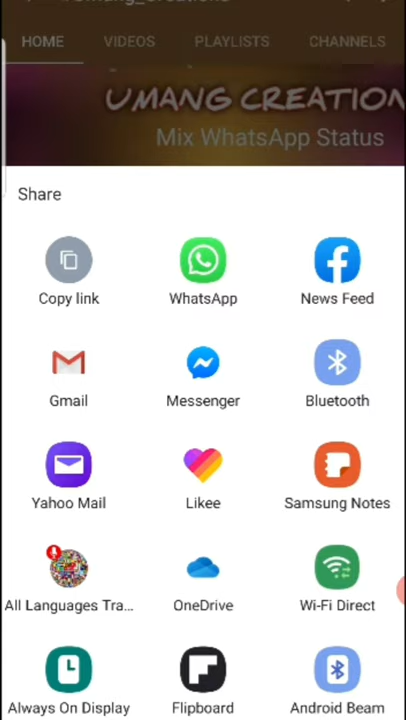 HOME VIDEOS PLAYLISTS CHANNELS
UMANG CREATION
Mix WhatsApp Status
Share
Copy link WhatsApp News Feed
Gmail Messenger Bluetooth
Yahoo Mail Likee Samsung Notes
All Languages Tra... OneDrive Wi-Fi Direct
Always On Display Flipboard Android Beam